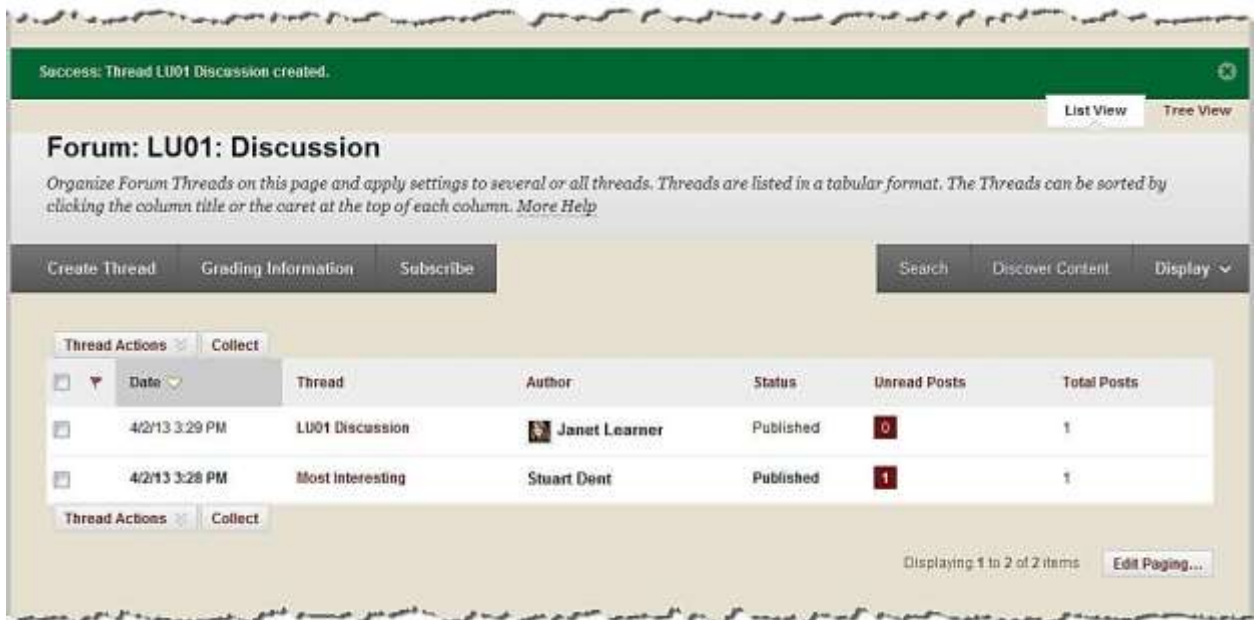 Success: Thread LU01 Discussion created.
List View Tree View
Forum: LU01: Discussion
Organize Forum Threads on this page and apply settings to several or all threads. Threads are listed in a tabular format. The Threads can be sorted by
clicking the column title or the caret at the top of each column. More Help
Create Thread Grading Information Subscribe Search Discover Content Display
Thread Actions Collect
Date Thread Author Status Unread Posts Total Posts
4/2/13 3:29 PM LU01 Discussion Janet Learner Published 0 1
4/2/13 3:28 PM Most Interesting Stuart Dent Published 1 1
Thread Actions Collect
Displaying 1 to 2 of 2 items Edit Paging...